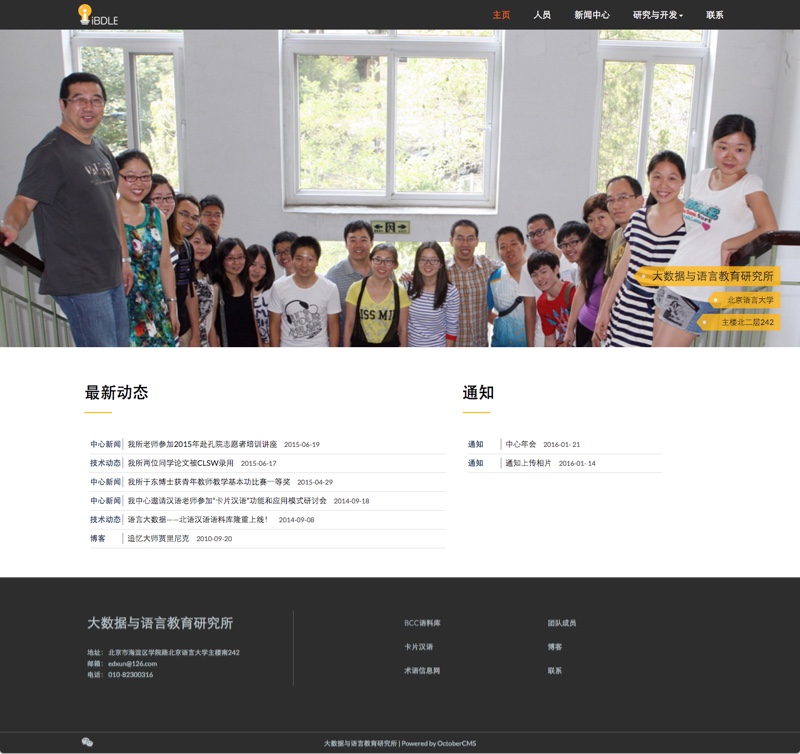 iBDLE
主页 人员 新闻中心 研究与开发 联系
ISS MI
大数据与语言教育研究所
北京语言大学
主楼北二层242
最新动态
中心新闻 我所老师参加2015年赴孔院志愿者培训讲座 2015-06-19
技术动态 我所两位同学论文被CLSW录用 2015-06-17
中心新闻 我所于东博士获青年教师教学基本功比赛一等奖 2015-04-29
中心新闻 我中心邀请汉语老师参加“卡片汉语”功能和应用模式研讨会 2014-09-18
技术动态 语言大数据——北语汉语语料库隆重上线! 2014-09-08
博客 追忆大师贾里尼克 2010-09-20
通知
通知 中心年会 2016-01-21
通知 通知上传相片 2016-01-14
大数据与语言教育研究所
地址: 北京市海淀区学院路北京语言大学主楼南242
邮箱: edxun@126.com
电话: 010-82300316
BCC语料库
卡片汉语
术语信息网
团队成员
博客
联系
大数据与语言教育研究所 | Powered by OctoberCMS